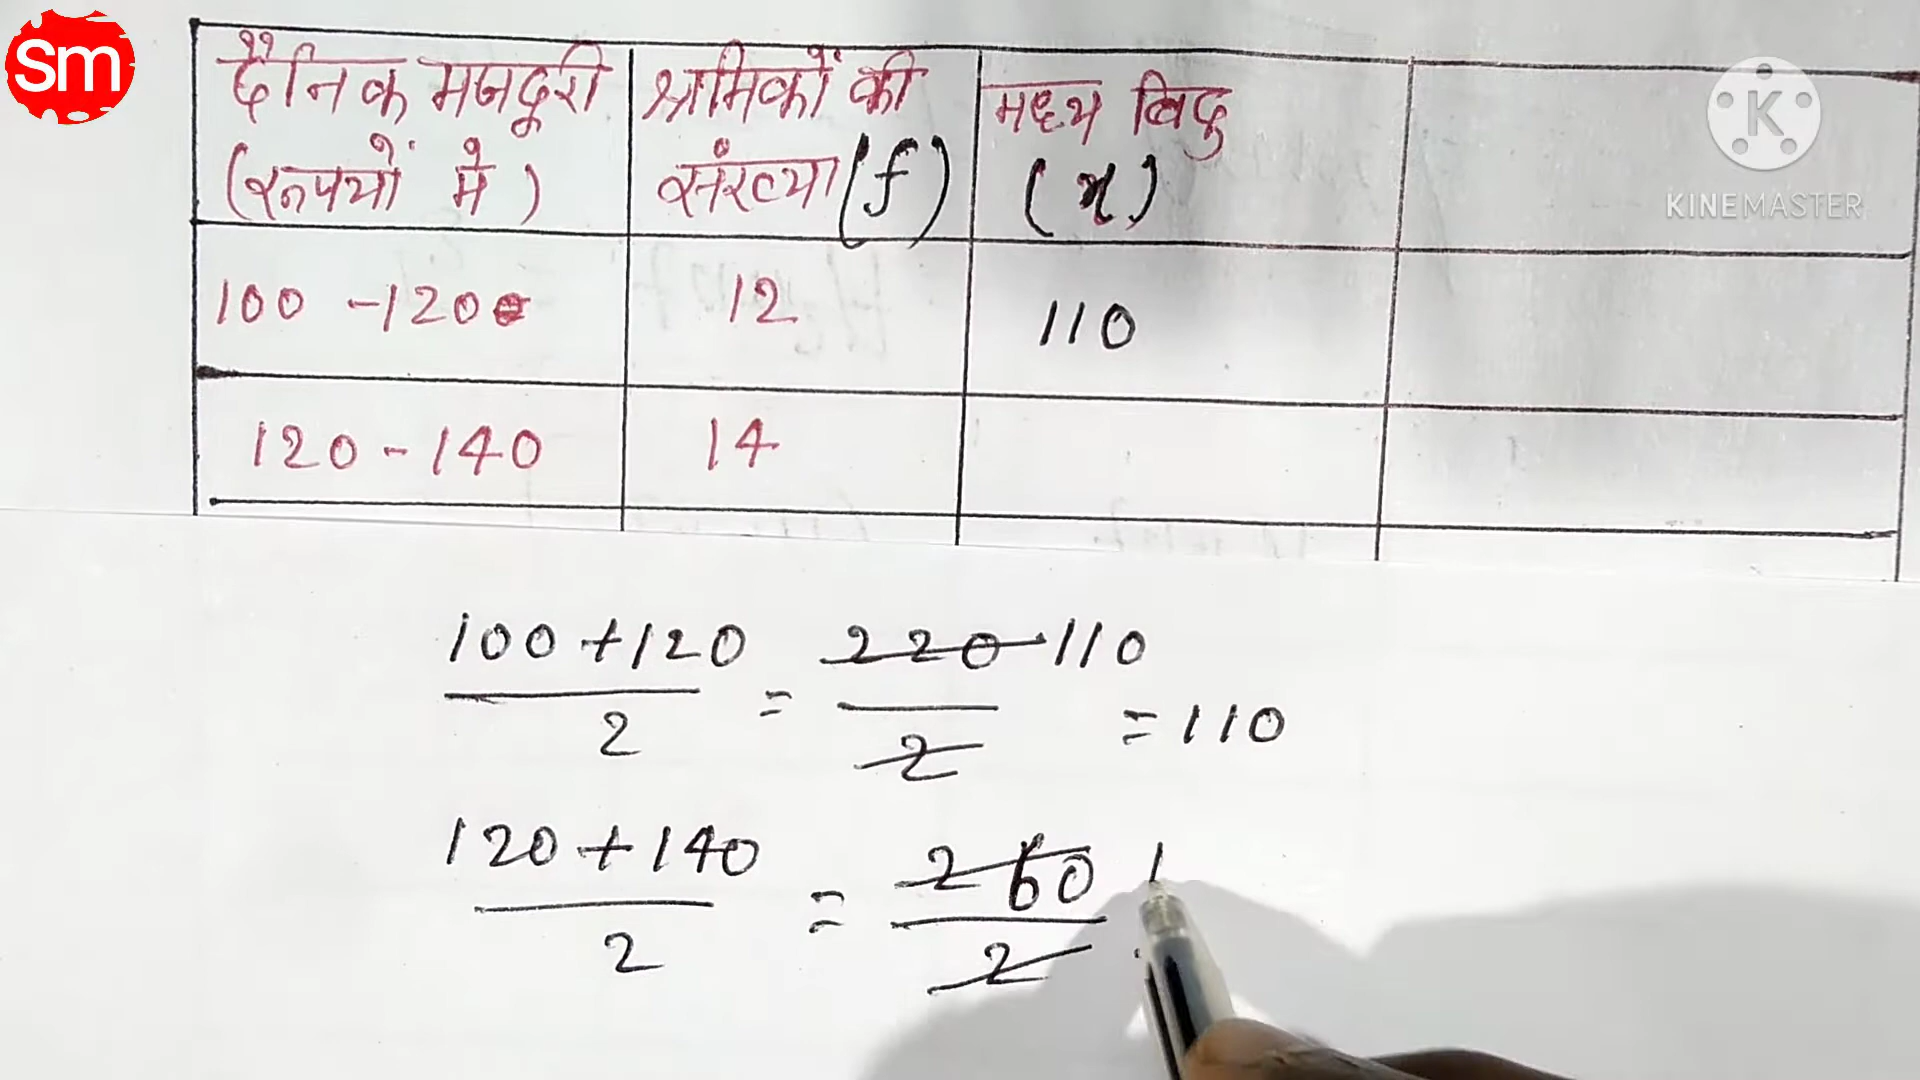 Sm
दैनिक मजदूरी श्रमिकों की मध्य बिंदु
(रूपयों में) संख्या (f) (x)
KINEMASTER
100 - 120 12 110
120 - 140 14
100 + 120 = 220 110
2 2 = 110
120 + 140 = 260 1
2 2